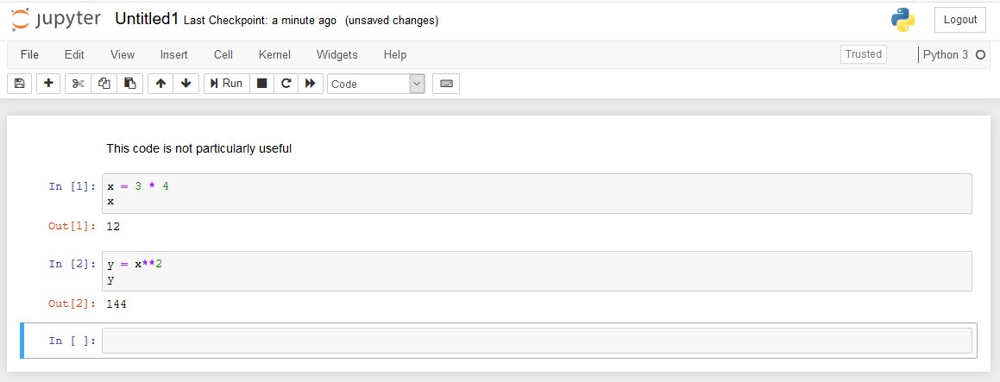 jupyter Untitled1 Last Checkpoint: a minute ago (unsaved changes) Logout
File Edit View Insert Cell Kernel Widgets Help Trusted Python 3
Run Code
This code is not particularly useful
In [1]: x = 3 * 4
x
Out[1]: 12
In [2]: y = x**2
y
Out[2]: 144
In [ ]: